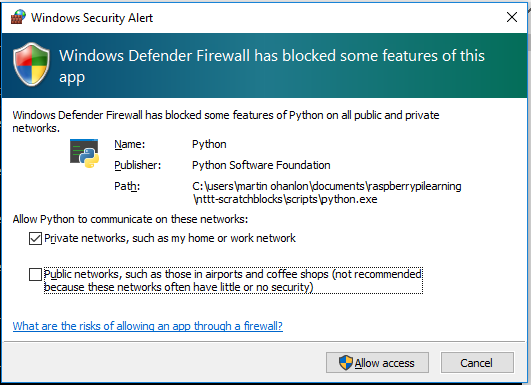 Windows Security Alert
Windows Defender Firewall has blocked some features of this
app
Windows Defender Firewall has blocked some features of Python on all public and private
networks.
Name: Python
Publisher: Python Software Foundation
Path: C:\users\martin ohanlon\documents\raspberrypilearning
\nttt-scratchblocks\scripts\python.exe
Allow Python to communicate on these networks:
Private networks, such as my home or work network
Public networks, such as those in airports and coffee shops (not recommended
because these networks often have little or no security)
What are the risks of allowing an app through a firewall?
Allow access Cancel